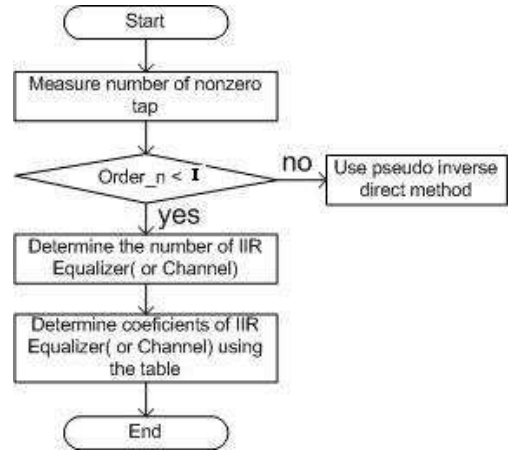 Start
Measure number of nonzero
tap
Order_n < I
no
Use pseudo inverse
direct method
yes
Determine the number of IIR
Equalizer( or Channel)
Determine coeficients of IIR
Equalizer( or Channel) using
the table
End